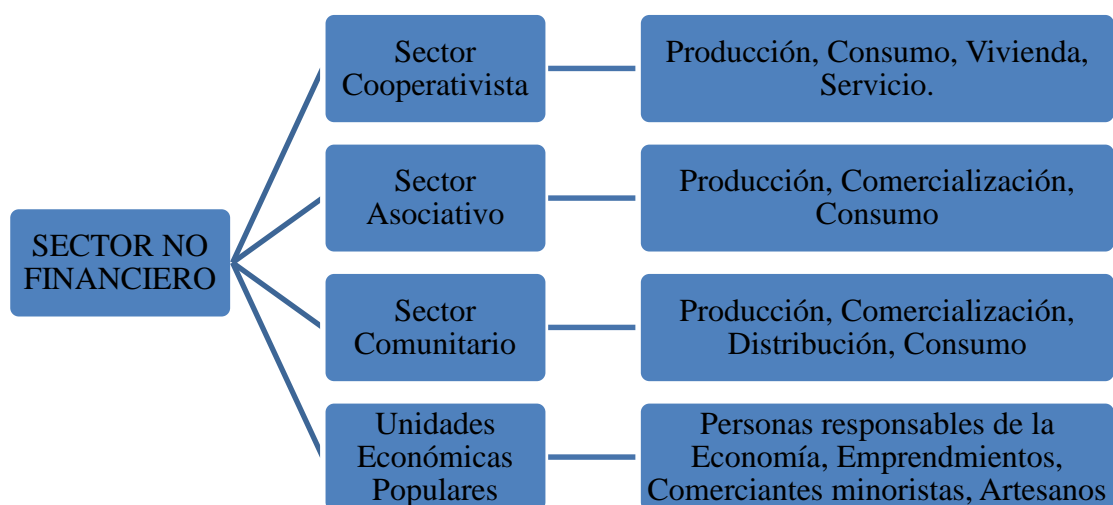 SECTOR NO
FINANCIERO
Sector
Cooperativista
Producción, Consumo, Vivienda,
Servicio.
Sector
Asociativo
Producción, Comercialización,
Consumo
Sector
Comunitario
Producción, Comercialización,
Distribución, Consumo
Unidades
Económicas
Populares
Personas responsables de la
Economía, Emprendmientos,
Comerciantes minoristas, Artesanos